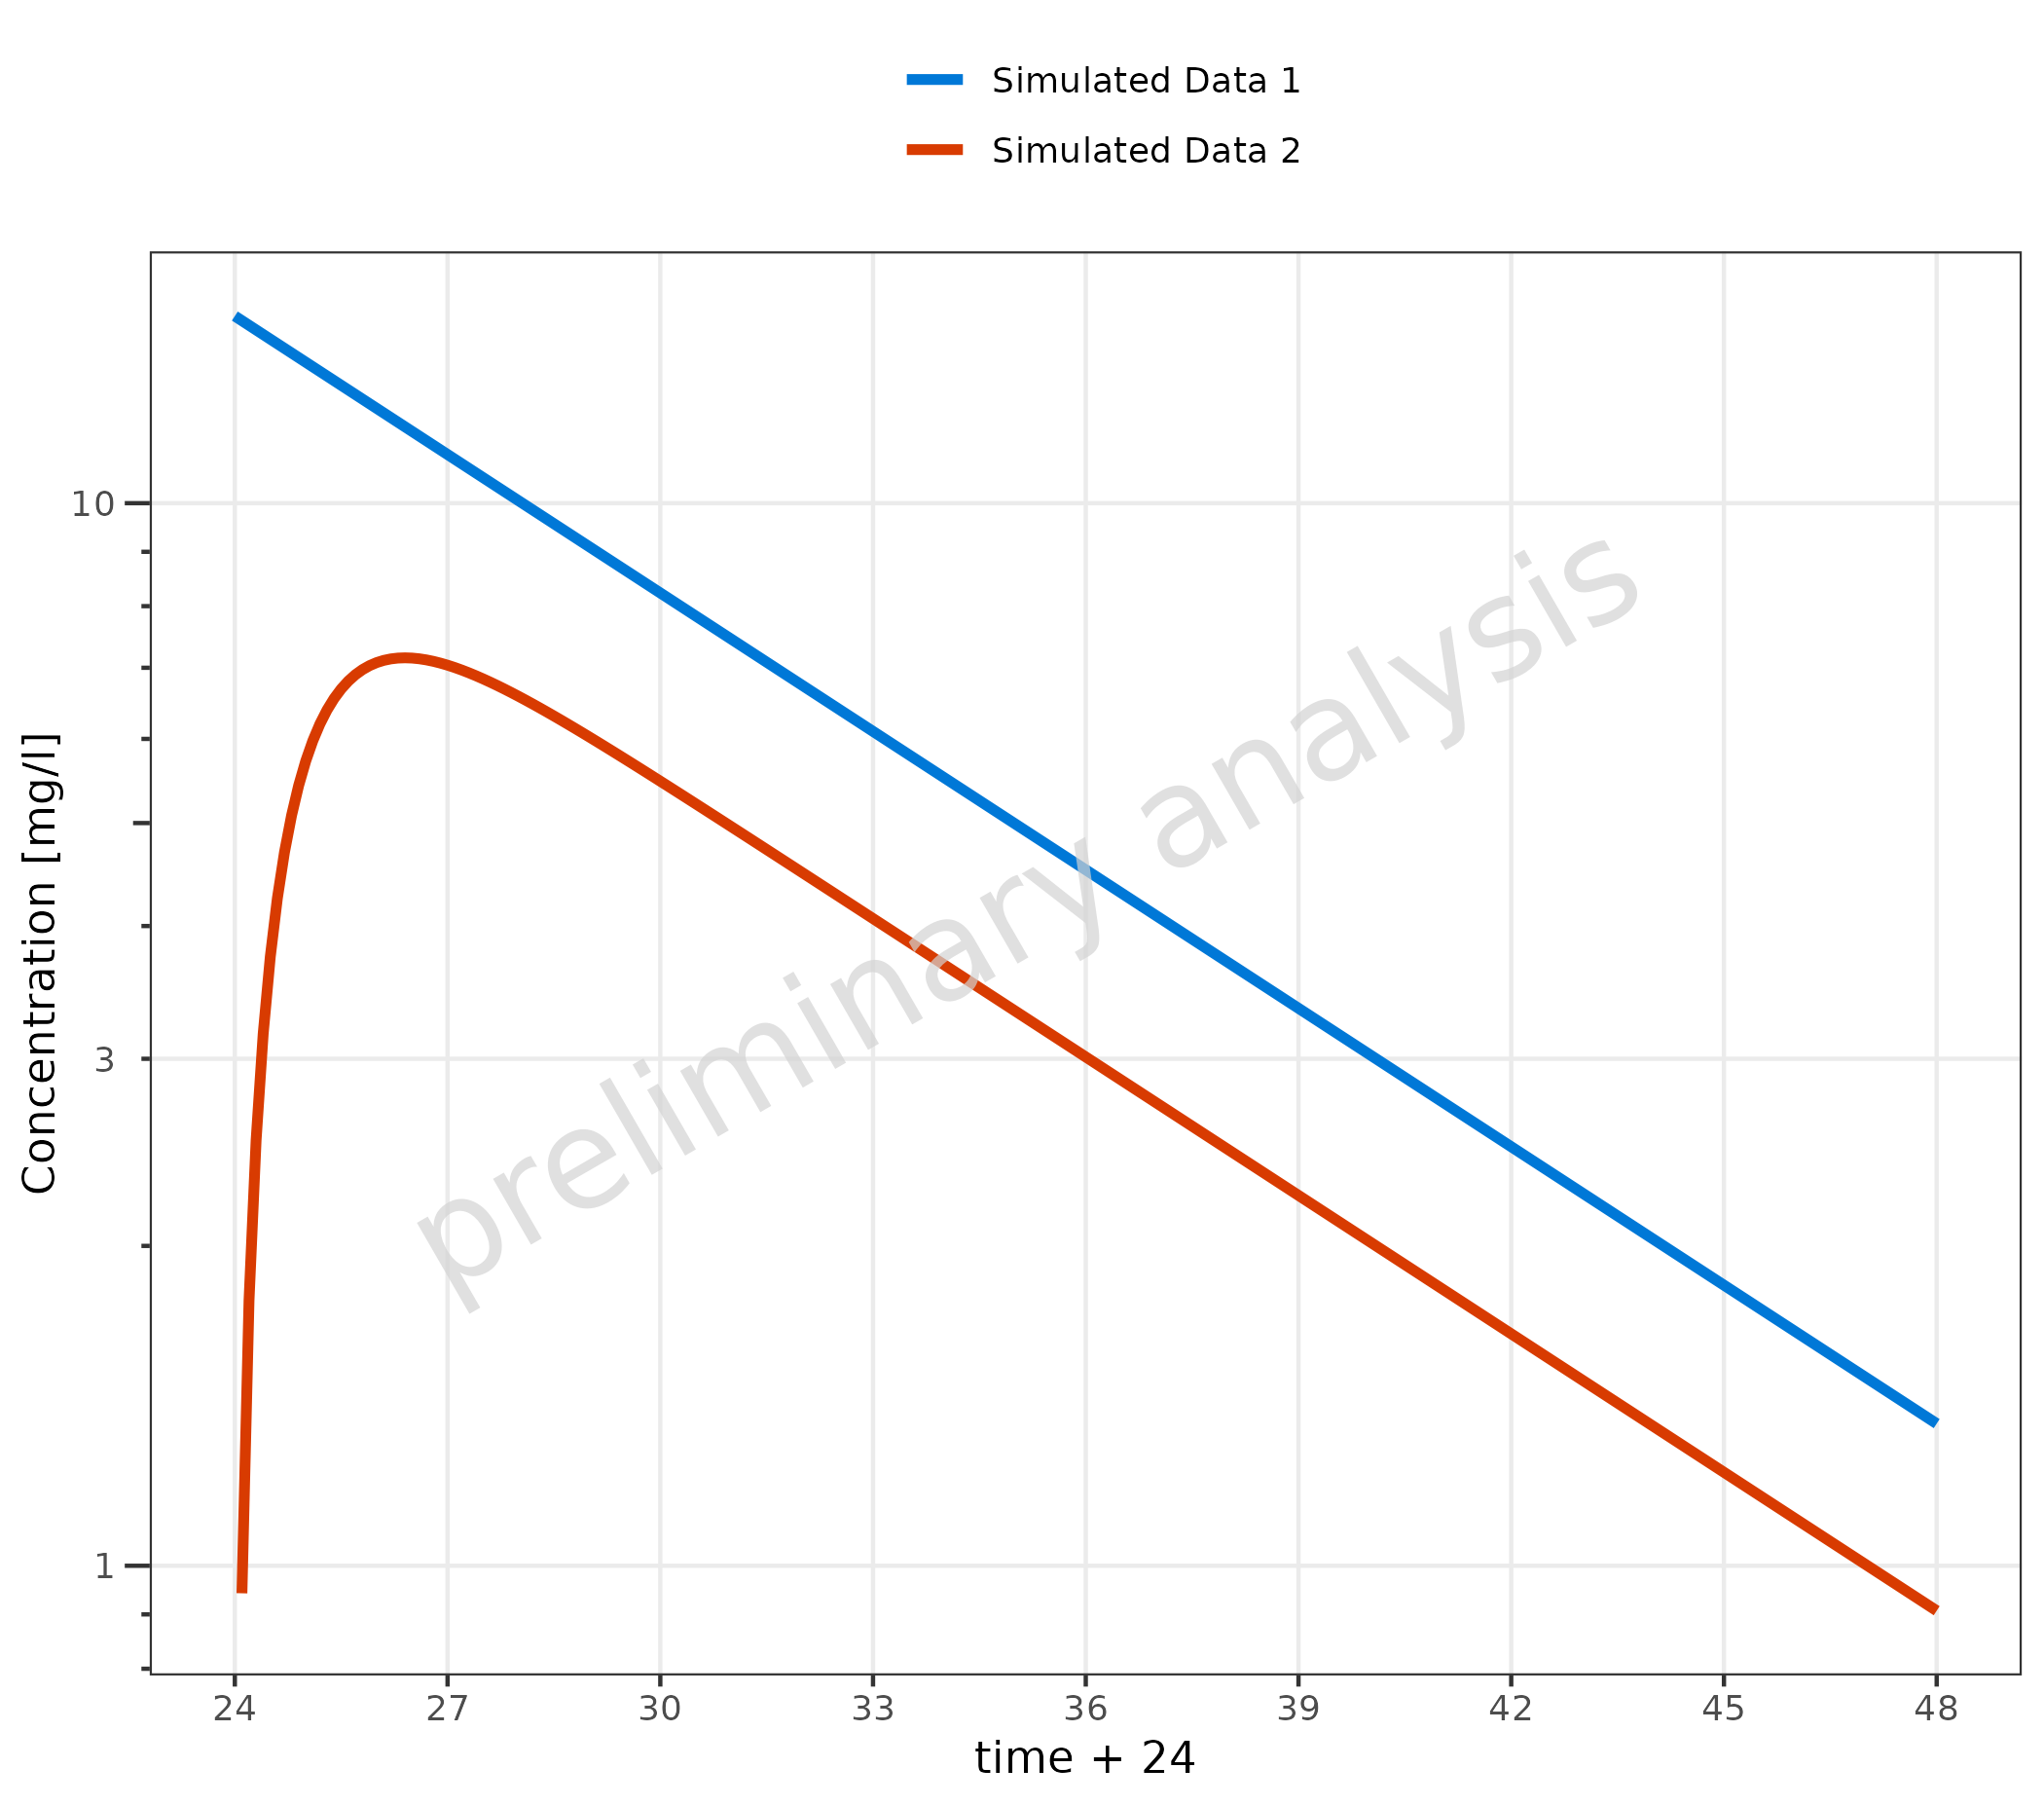 Simulated Data 1
Simulated Data 2
Concentration [mg/l]
10
3
1
preliminary analysis
24 27 30 33 36 39 42 45 48
time + 24